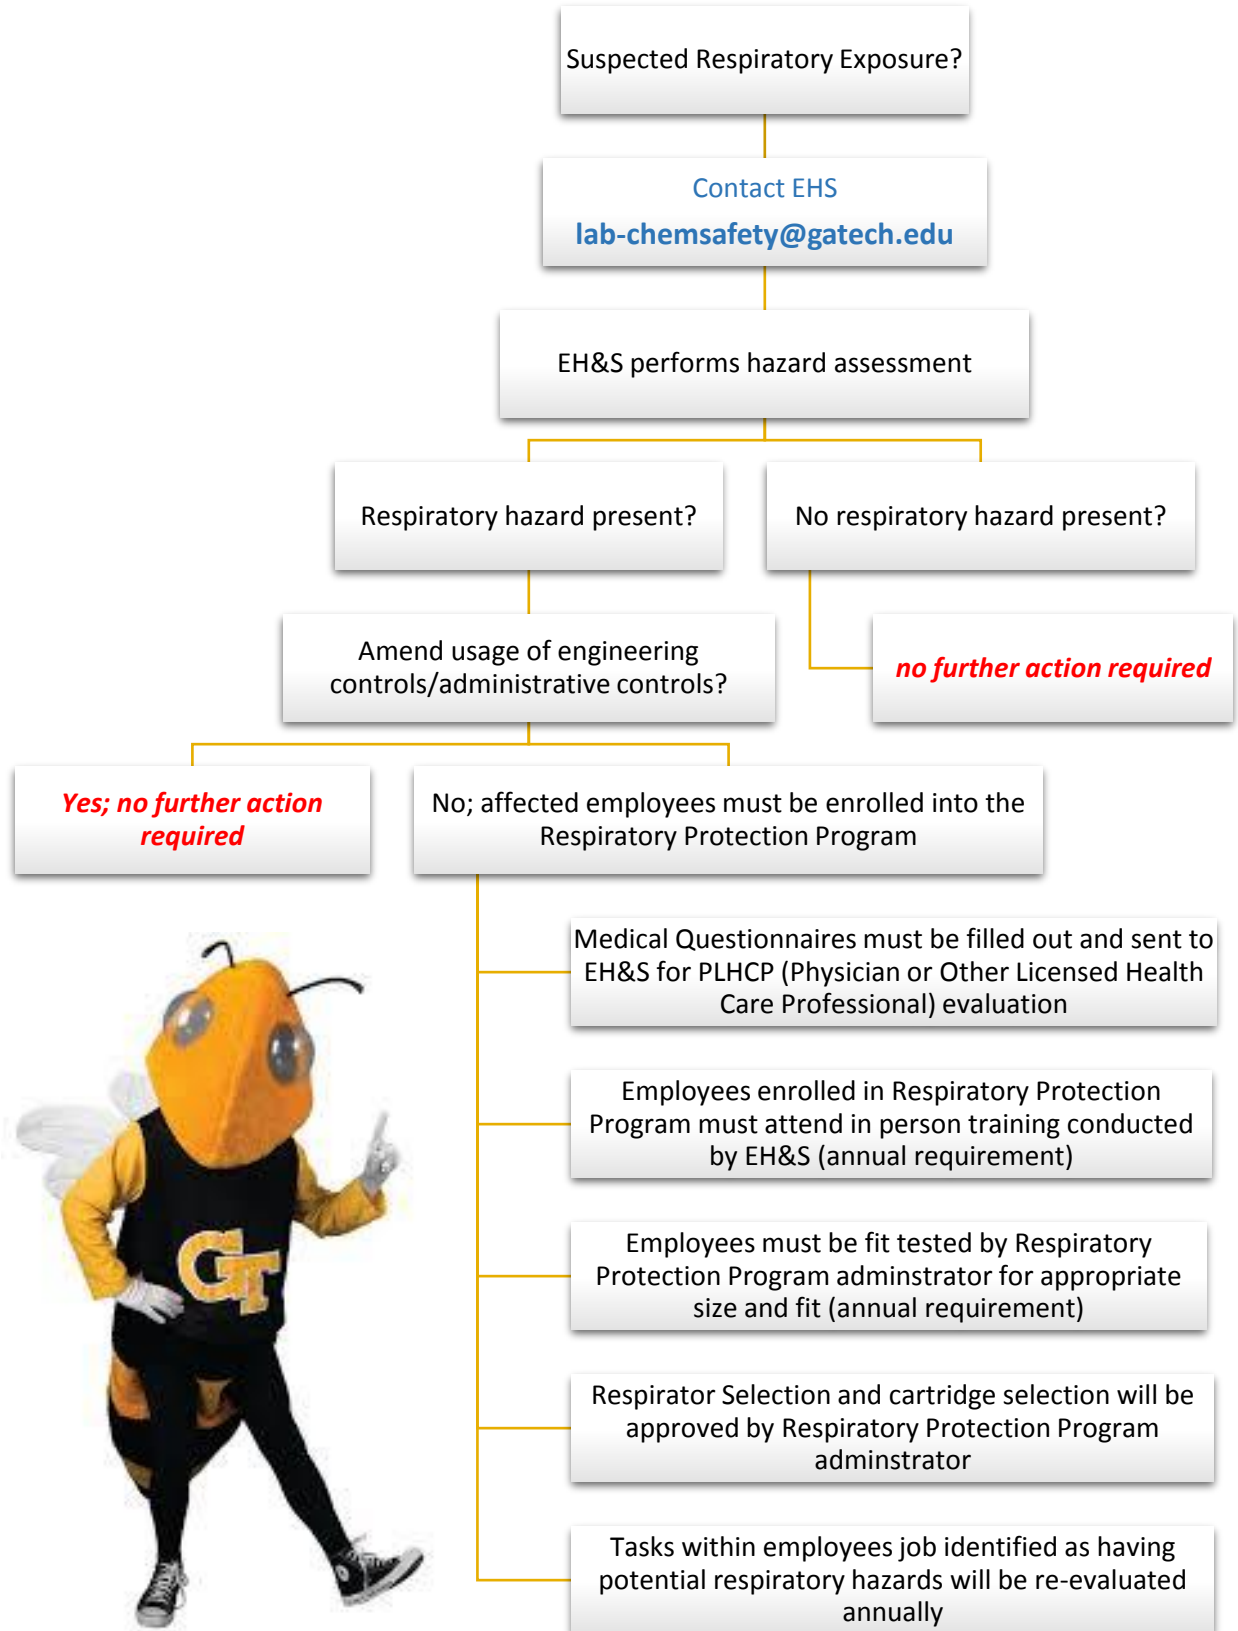 Suspected Respiratory Exposure?
Contact EHS
lab-chemsafety@gatech.edu
EH&S performs hazard assessment
Respiratory hazard present?
No respiratory hazard present?
Amend usage of engineering
controls/administrative controls?
no further action required
Yes; no further action
required
No; affected employees must be enrolled into the
Respiratory Protection Program
Medical Questionnaires must be filled out and sent to
EH&S for PLHCP (Physician or Other Licensed Health
Care Professional) evaluation
Employees enrolled in Respiratory Protection
Program must attend in person training conducted
by EH&S (annual requirement)
Employees must be fit tested by Respiratory
Protection Program adminstrator for appropriate
size and fit (annual requirement)
Respirator Selection and cartridge selection will be
approved by Respiratory Protection Program
adminstrator
Tasks within employees job identified as having
potential respiratory hazards will be re-evaluated
annually
GT